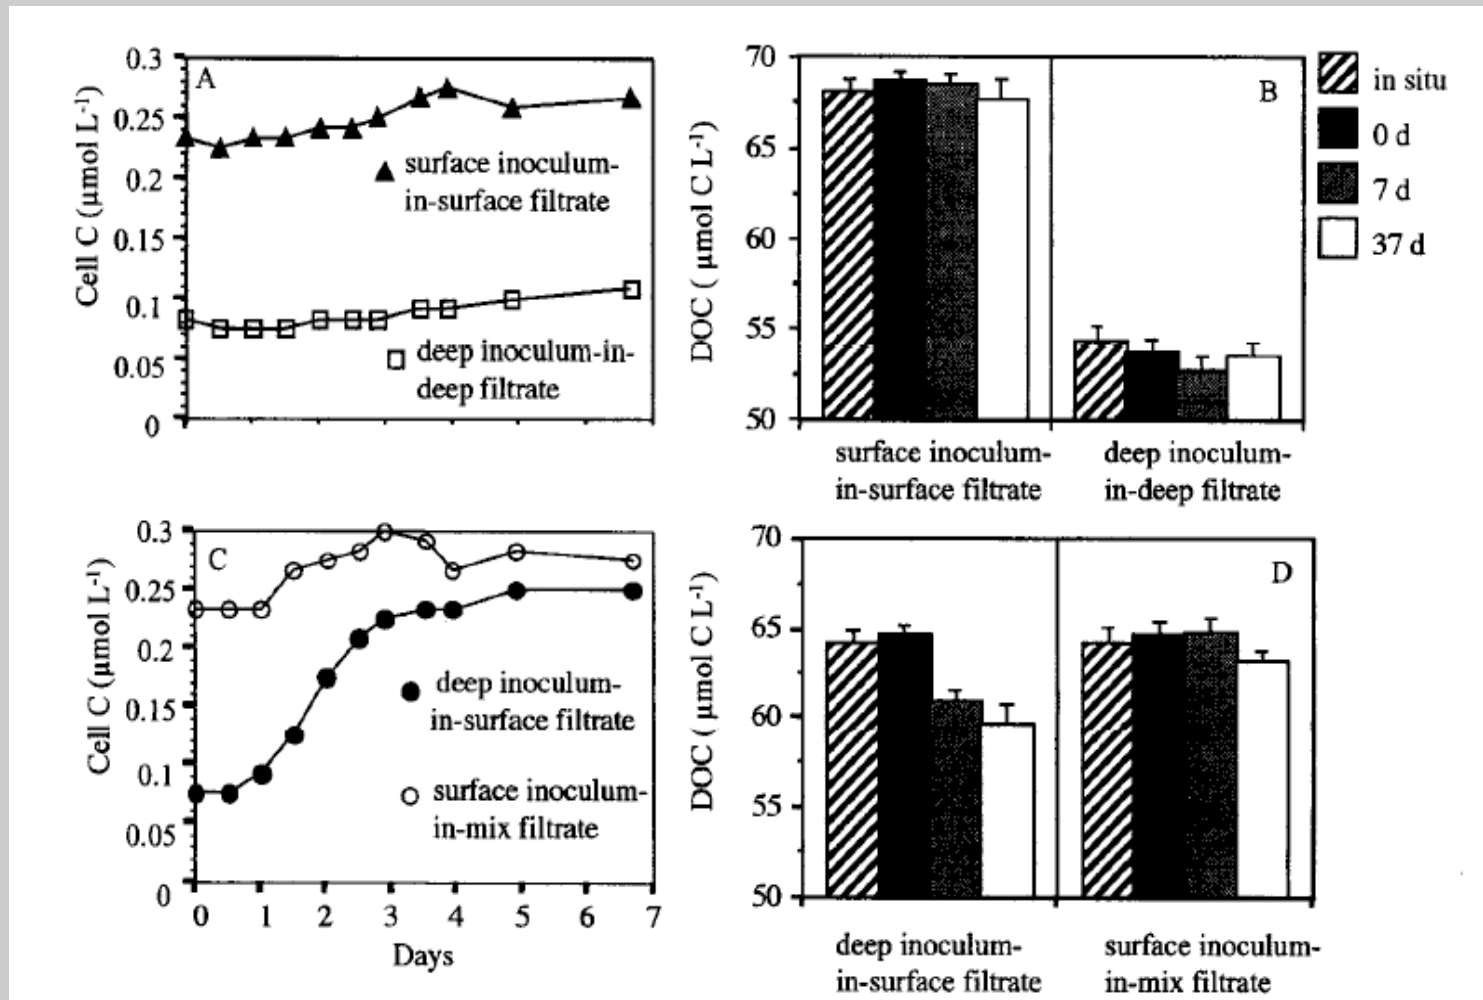 0.3
0.25
0.2
0.15
0.1
0.05
0
Cell C (μmol L⁻¹)
A
surface inoculum-
in-surface filtrate
deep inoculum-in-
deep filtrate
70
65
60
55
50
DOC ( μmol C L⁻¹)
B
surface inoculum-
in-surface filtrate
deep inoculum-
in-deep filtrate
in situ
0 d
7 d
37 d
0.3
0.25
0.2
0.15
0.1
0.05
0
Cell C (μmol L⁻¹)
C
deep inoculum-
in-surface filtrate
surface inoculum-
in-mix filtrate
0 1 2 3 4 5 6 7
Days
70
65
60
55
50
DOC ( μmol C L⁻¹)
D
deep inoculum-
in-surface filtrate
surface inoculum-
in-mix filtrate